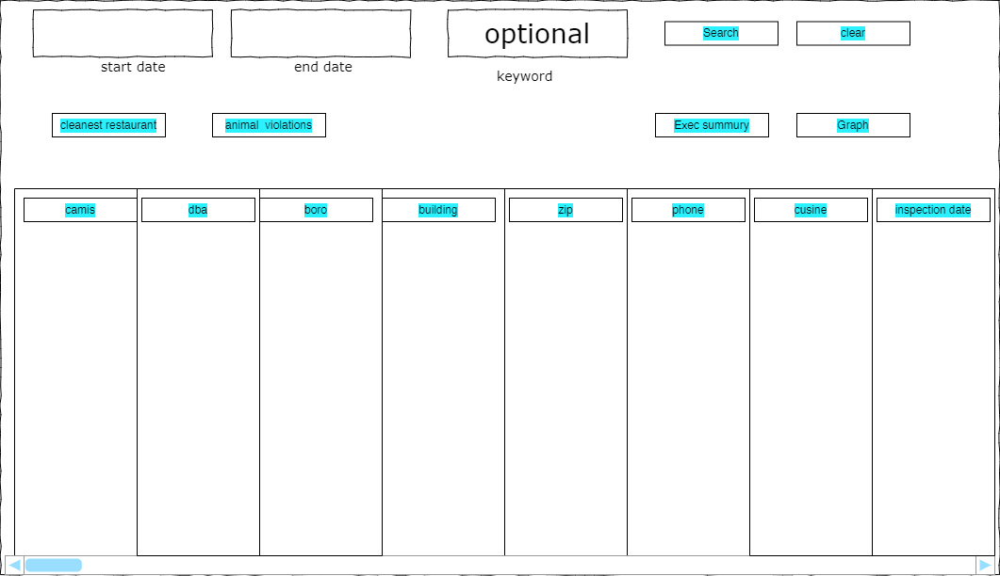 optional
Search
clear
start date
end date
keyword
cleanest restaurant
animal  violations
Exec summury
Graph
camis
dba
boro
building
zip
phone
cusine
inspection date